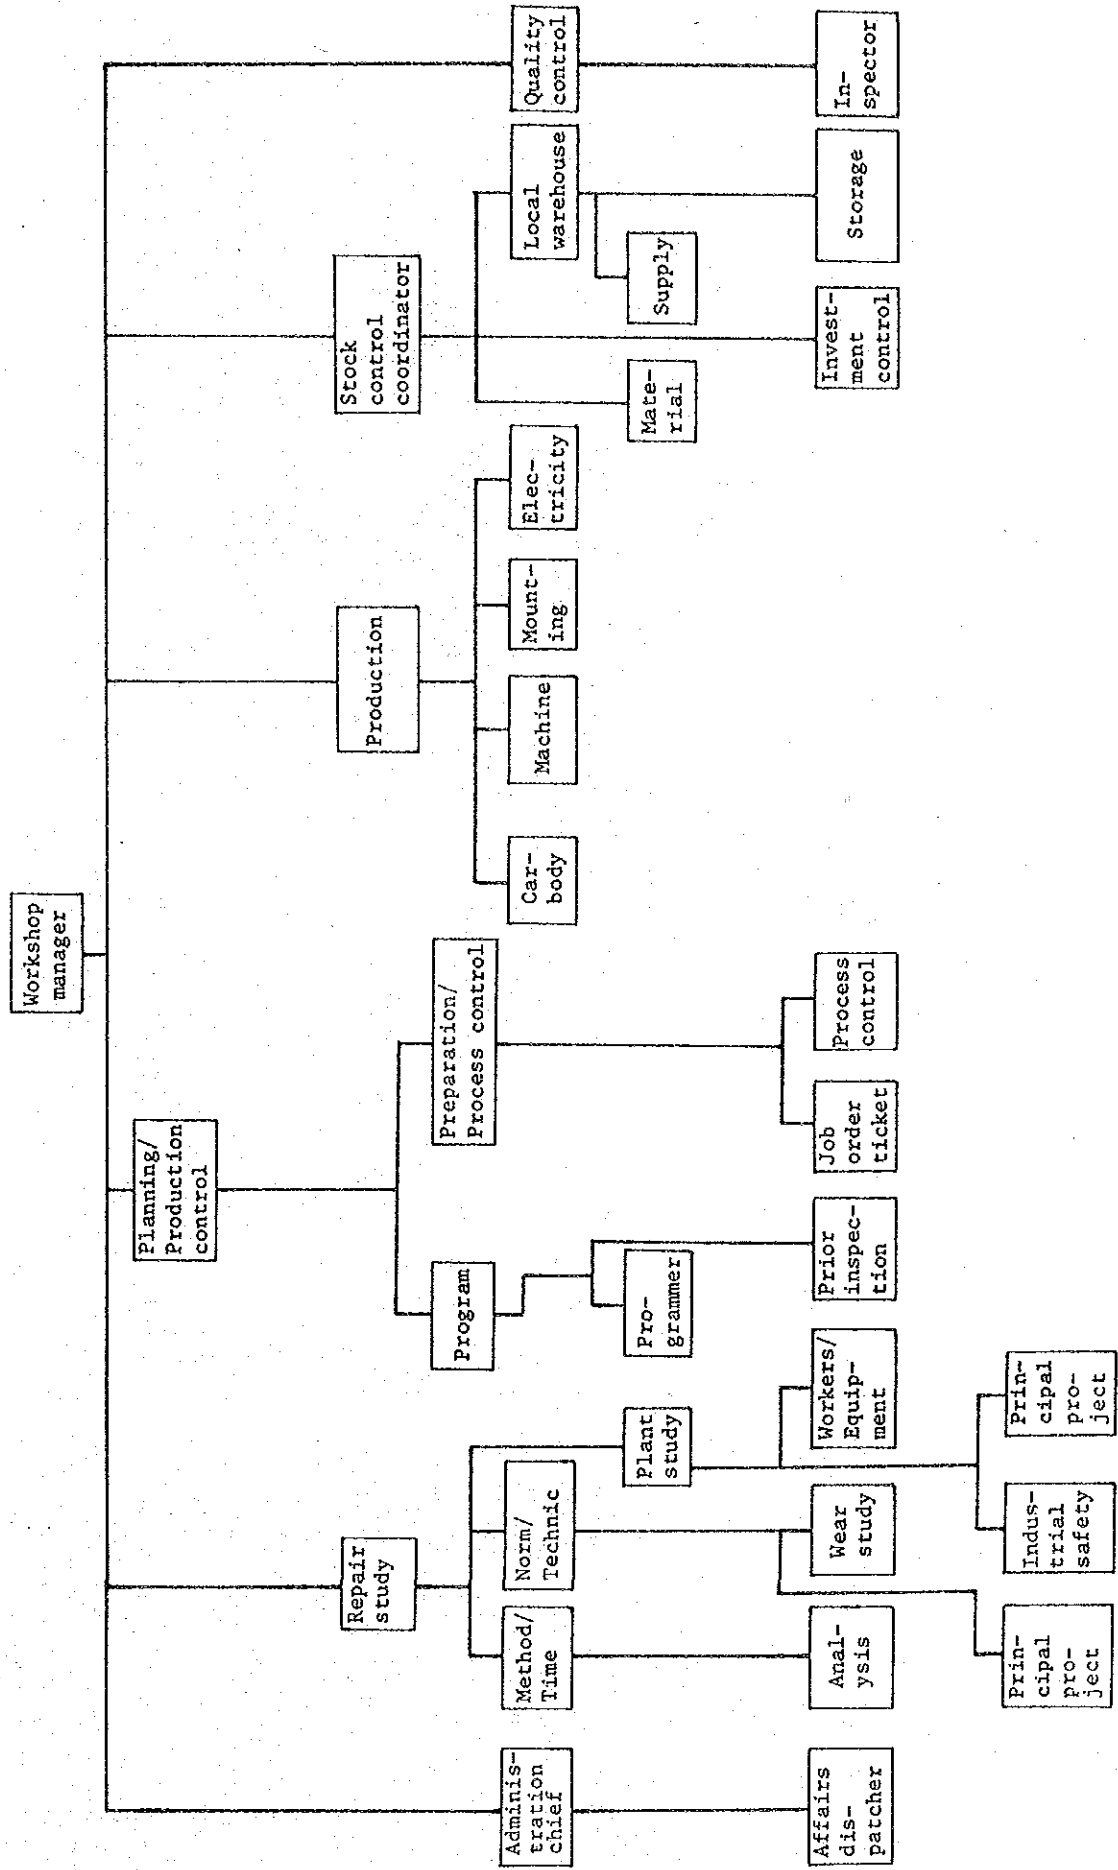 Workshop
manager
Planning/
Production
control
Administration
Adminis-
tration
chief
Repair
study
Production
Stock
control
coordinator
Program
Preparation/
Process control
Method/
Time
Norm/
Technic
Car-
body
Machine
Mount-
ing
Elec-
tricity
Local
warehouse
Quality
control
Plant
study
Pro-
grammer
Mate-
rial
Supply
Affairs
dis-
patcher
Anal-
ysis
Wear
study
Workers/
Equip-
ment
Prior
inspec-
tion
Job
order
ticket
Process
control
Invest-
ment
control
Storage
In-
spector
Prin-
cipal
pro-
ject
Indus-
trial
safety
Prin-
cipal
pro-
ject